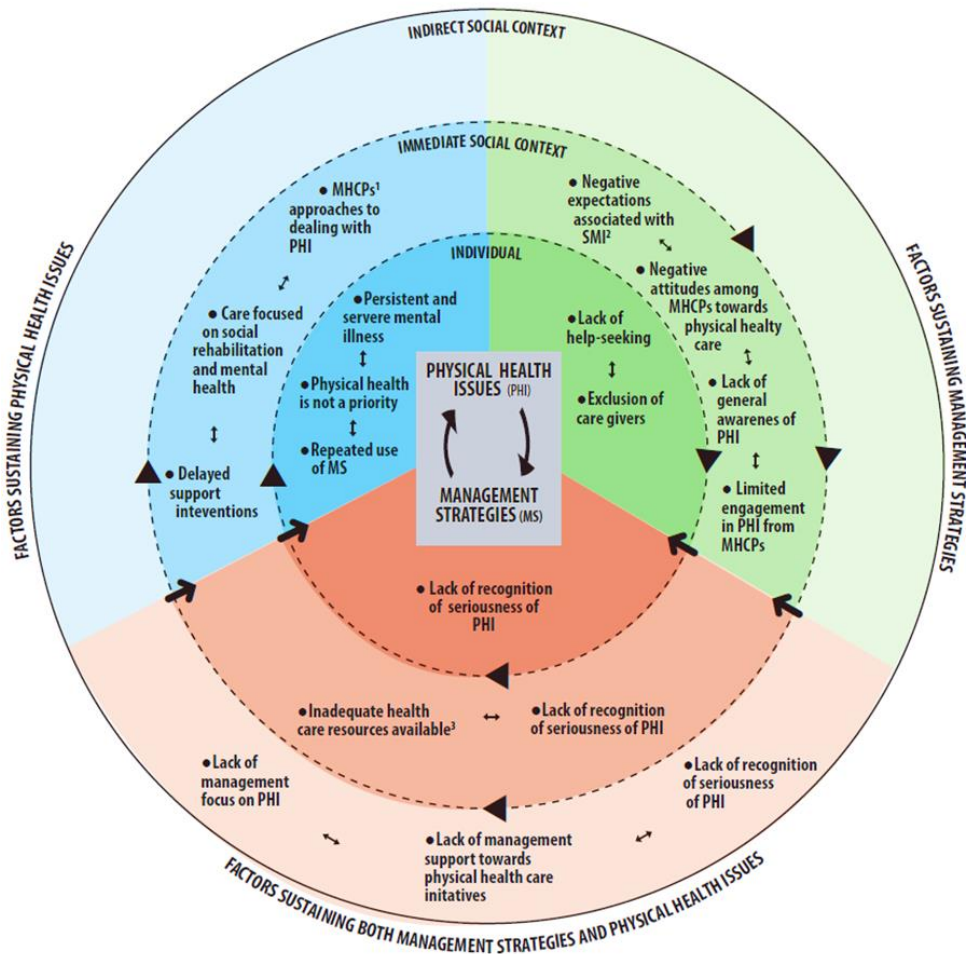 INDIRECT SOCIAL CONTEXT
IMMEDIATE SOCIAL CONTEXT
INDIVIDUAL
FACTORS SUSTAINING PHYSICAL HEALTH ISSUES
● MHCPs¹
approaches to
dealing with
PHI
● Care focused
on social
rehabilitation
and mental
health
● Delayed
support
inteventions
● Persistent and
servere mental
illness
● Physical health
is not a priority
● Repeated use
of MS
PHYSICAL HEALTH
ISSUES (PHI)
MANAGEMENT
STRATEGIES (MS)
● Lack of
help-seeking
● Exclusion of
care givers
● Negative
expectations
associated with
SMI²
● Negative
attitudes among
MHCPs towards
physical healty
care
● Lack of
general
awarenes of
PHI
● Limited
engagement
in PHI from
MHCPs
FACTORS SUSTAINING MANAGEMENT STRATEGIES
● Lack of recognition
of seriousness of
PHI
● Inadequate health
care resources available³
● Lack of recognition
of seriousness of PHI
● Lack of
management
focus on PHI
● Lack of management
support towards
physical health care
initatives
● Lack of recognition
of seriousness
of PHI
FACTORS SUSTAINING BOTH MANAGEMENT STRATEGIES AND PHYSICAL HEALTH ISSUES